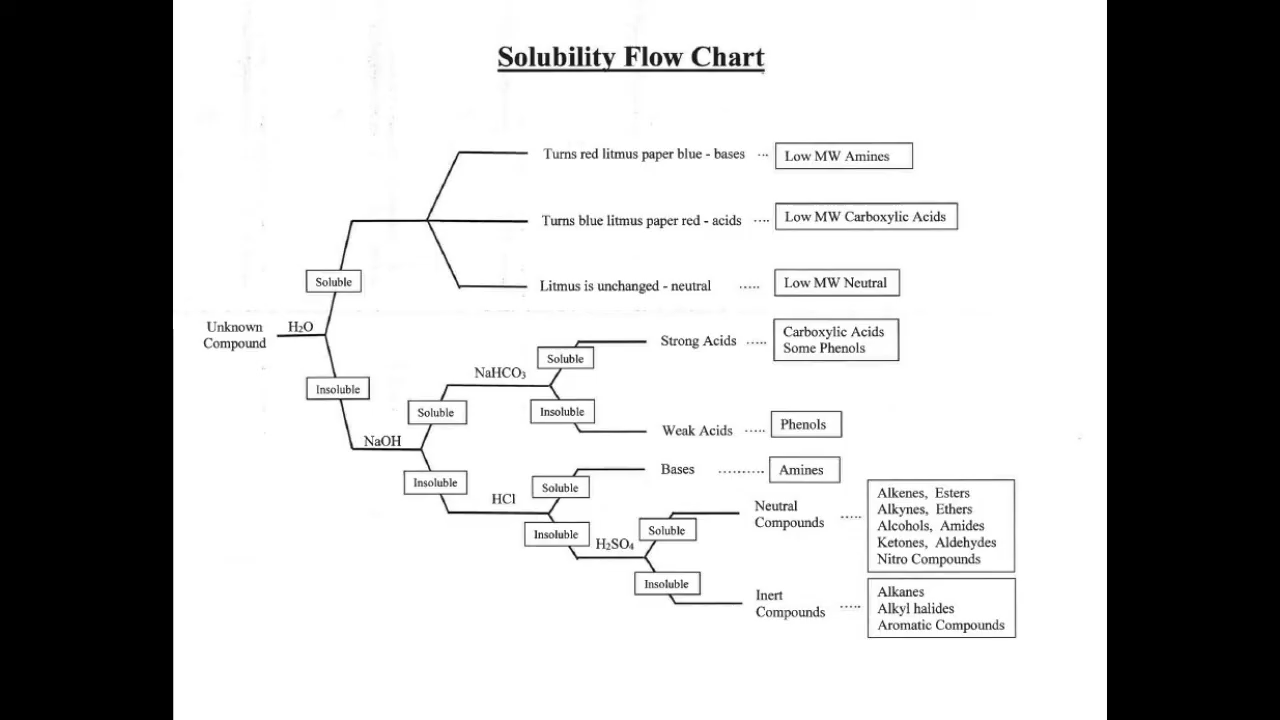 Solubility Flow Chart
Turns red litmus paper blue - bases ... Low MW Amines
Turns blue litmus paper red - acids .... Low MW Carboxylic Acids
Soluble
Litmus is unchanged - neutral ..... Low MW Neutral
Unknown
Compound
H₂O
Insoluble
NaOH
Soluble
NaHCO₃
Soluble
Strong Acids ..... Carboxylic Acids
Some Phenols
Insoluble
Weak Acids ..... Phenols
Insoluble
HCl
Soluble
Bases .......... Amines
Insoluble
H₂SO₄
Soluble
Neutral
Compounds .....
Alkenes, Esters
Alkynes, Ethers
Alcohols, Amides
Ketones, Aldehydes
Nitro Compounds
Insoluble
Inert
Compounds .....
Alkanes
Alkyl halides
Aromatic Compounds